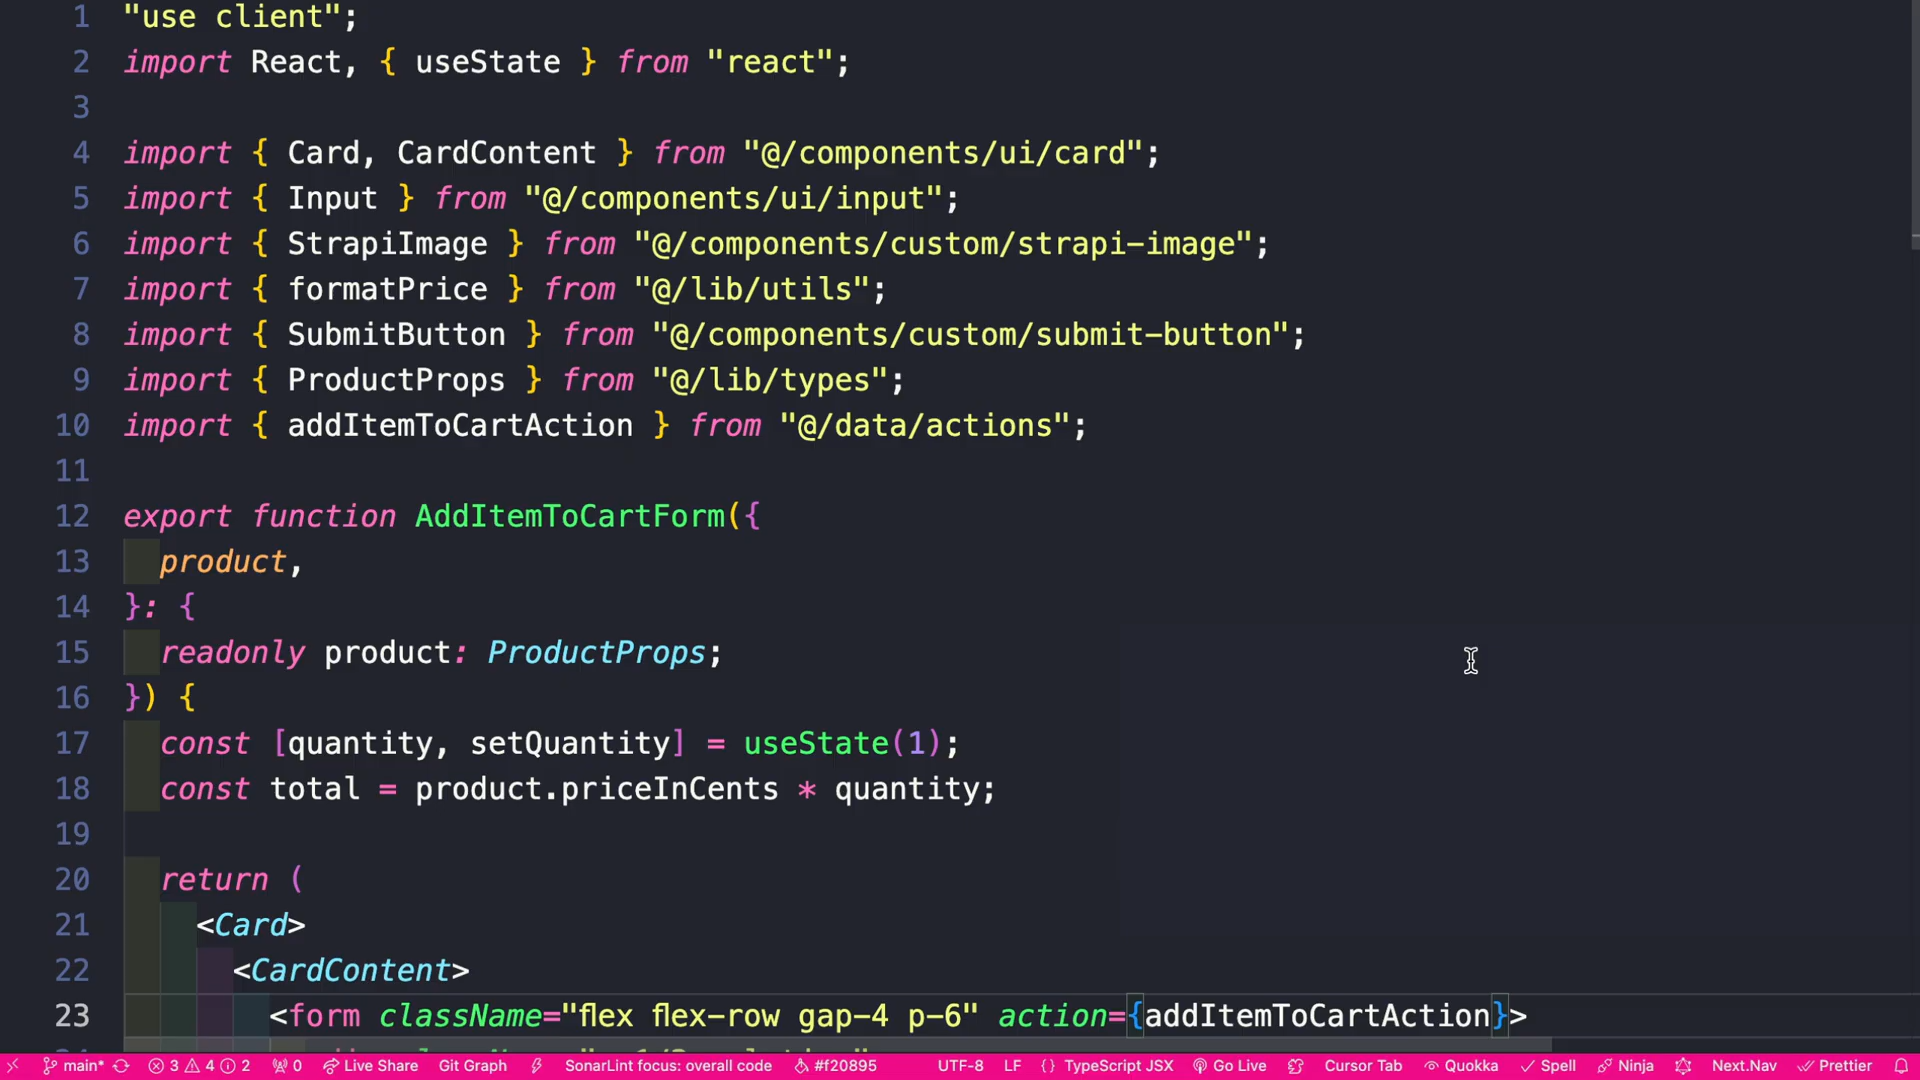 1 "use client";
2 import React, { useState } from "react";
3
4 import { Card, CardContent } from "@/components/ui/card";
5 import { Input } from "@/components/ui/input";
6 import { StrapiImage } from "@/components/custom/strapi-image";
7 import { formatPrice } from "@/lib/utils";
8 import { SubmitButton } from "@/components/custom/submit-button";
9 import { ProductProps } from "@/lib/types";
10 import { addItemToCartAction } from "@/data/actions";
11
12 export function AddItemToCartForm({
13 product,
14 }: {
15 readonly product: ProductProps;
16 }) {
17 const [quantity, setQuantity] = useState(1);
18 const total = product.priceInCents * quantity;
19
20 return (
21 <Card>
22 <CardContent>
23 <form className="flex flex-row gap-4 p-6" action={addItemToCartAction}>
main* 3 4 2 0 Live Share Git Graph SonarLint focus: overall code #f20895 UTF-8 LF {} TypeScript JSX Go Live Cursor Tab Quokka Spell Ninja Next.Nav Prettier